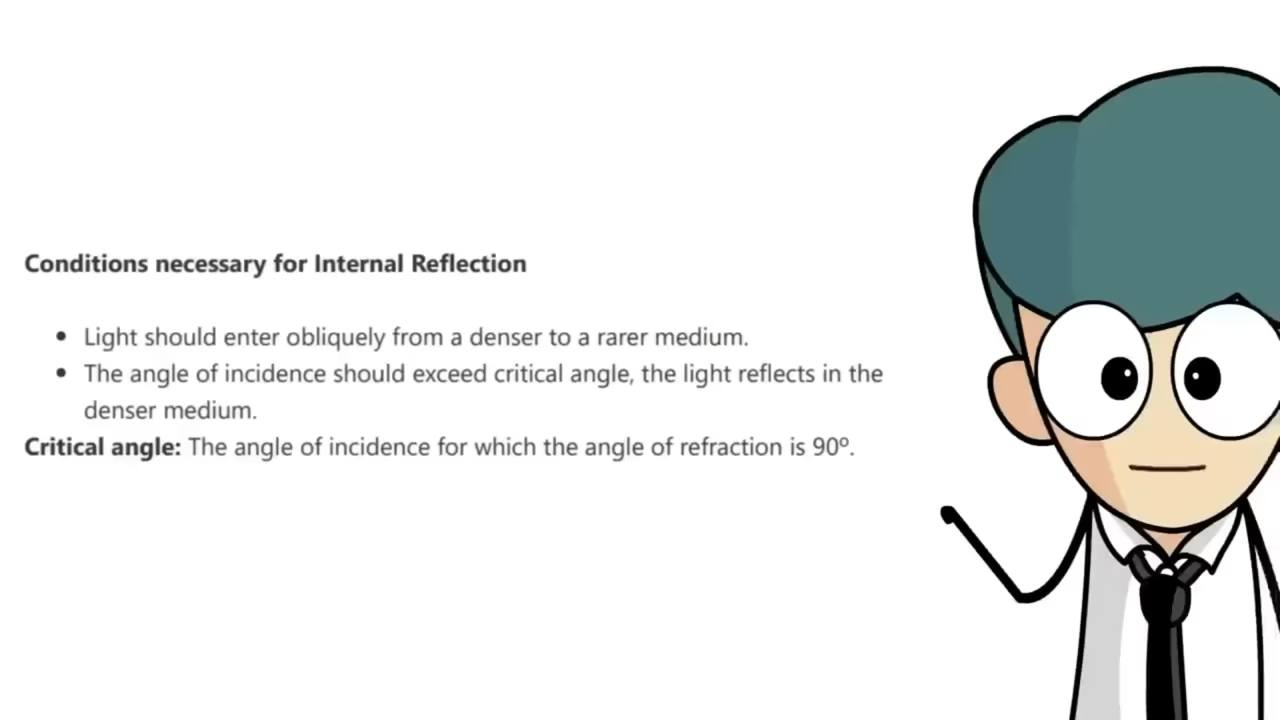 Conditions necessary for Internal Reflection
• Light should enter obliquely from a denser to a rarer medium.
• The angle of incidence should exceed critical angle, the light reflects in the
denser medium.
Critical angle: The angle of incidence for which the angle of refraction is 90º.